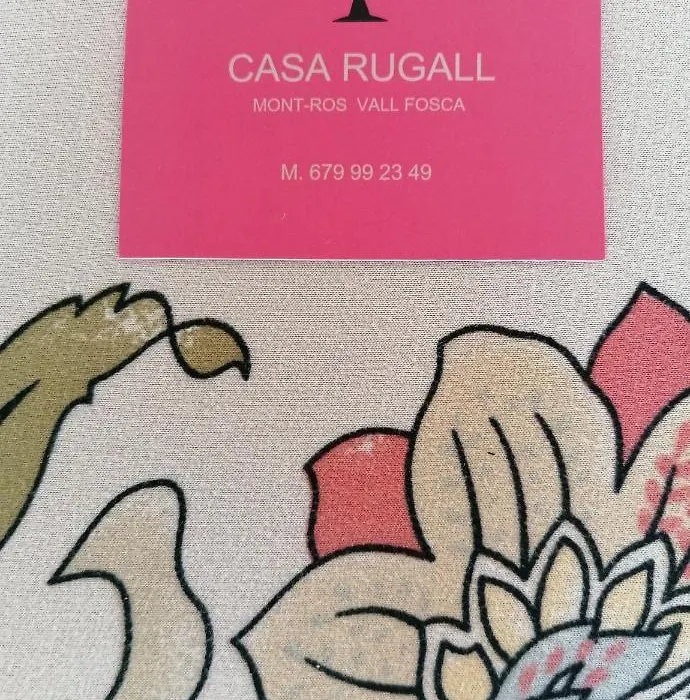 CASA RUGALL
MONT-ROS VALL FOSCA
M. 679 99 23 49